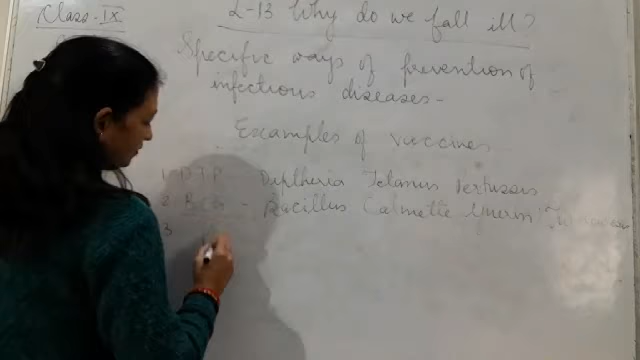 Class-IX
L-13 Why do we fall ill?
Specific ways of prevention of
infectious diseases -
Examples of vaccines
1 DTP Diptheria Tetanus Pertussis
2 BCG - Bacillus Calmette Guerin
3